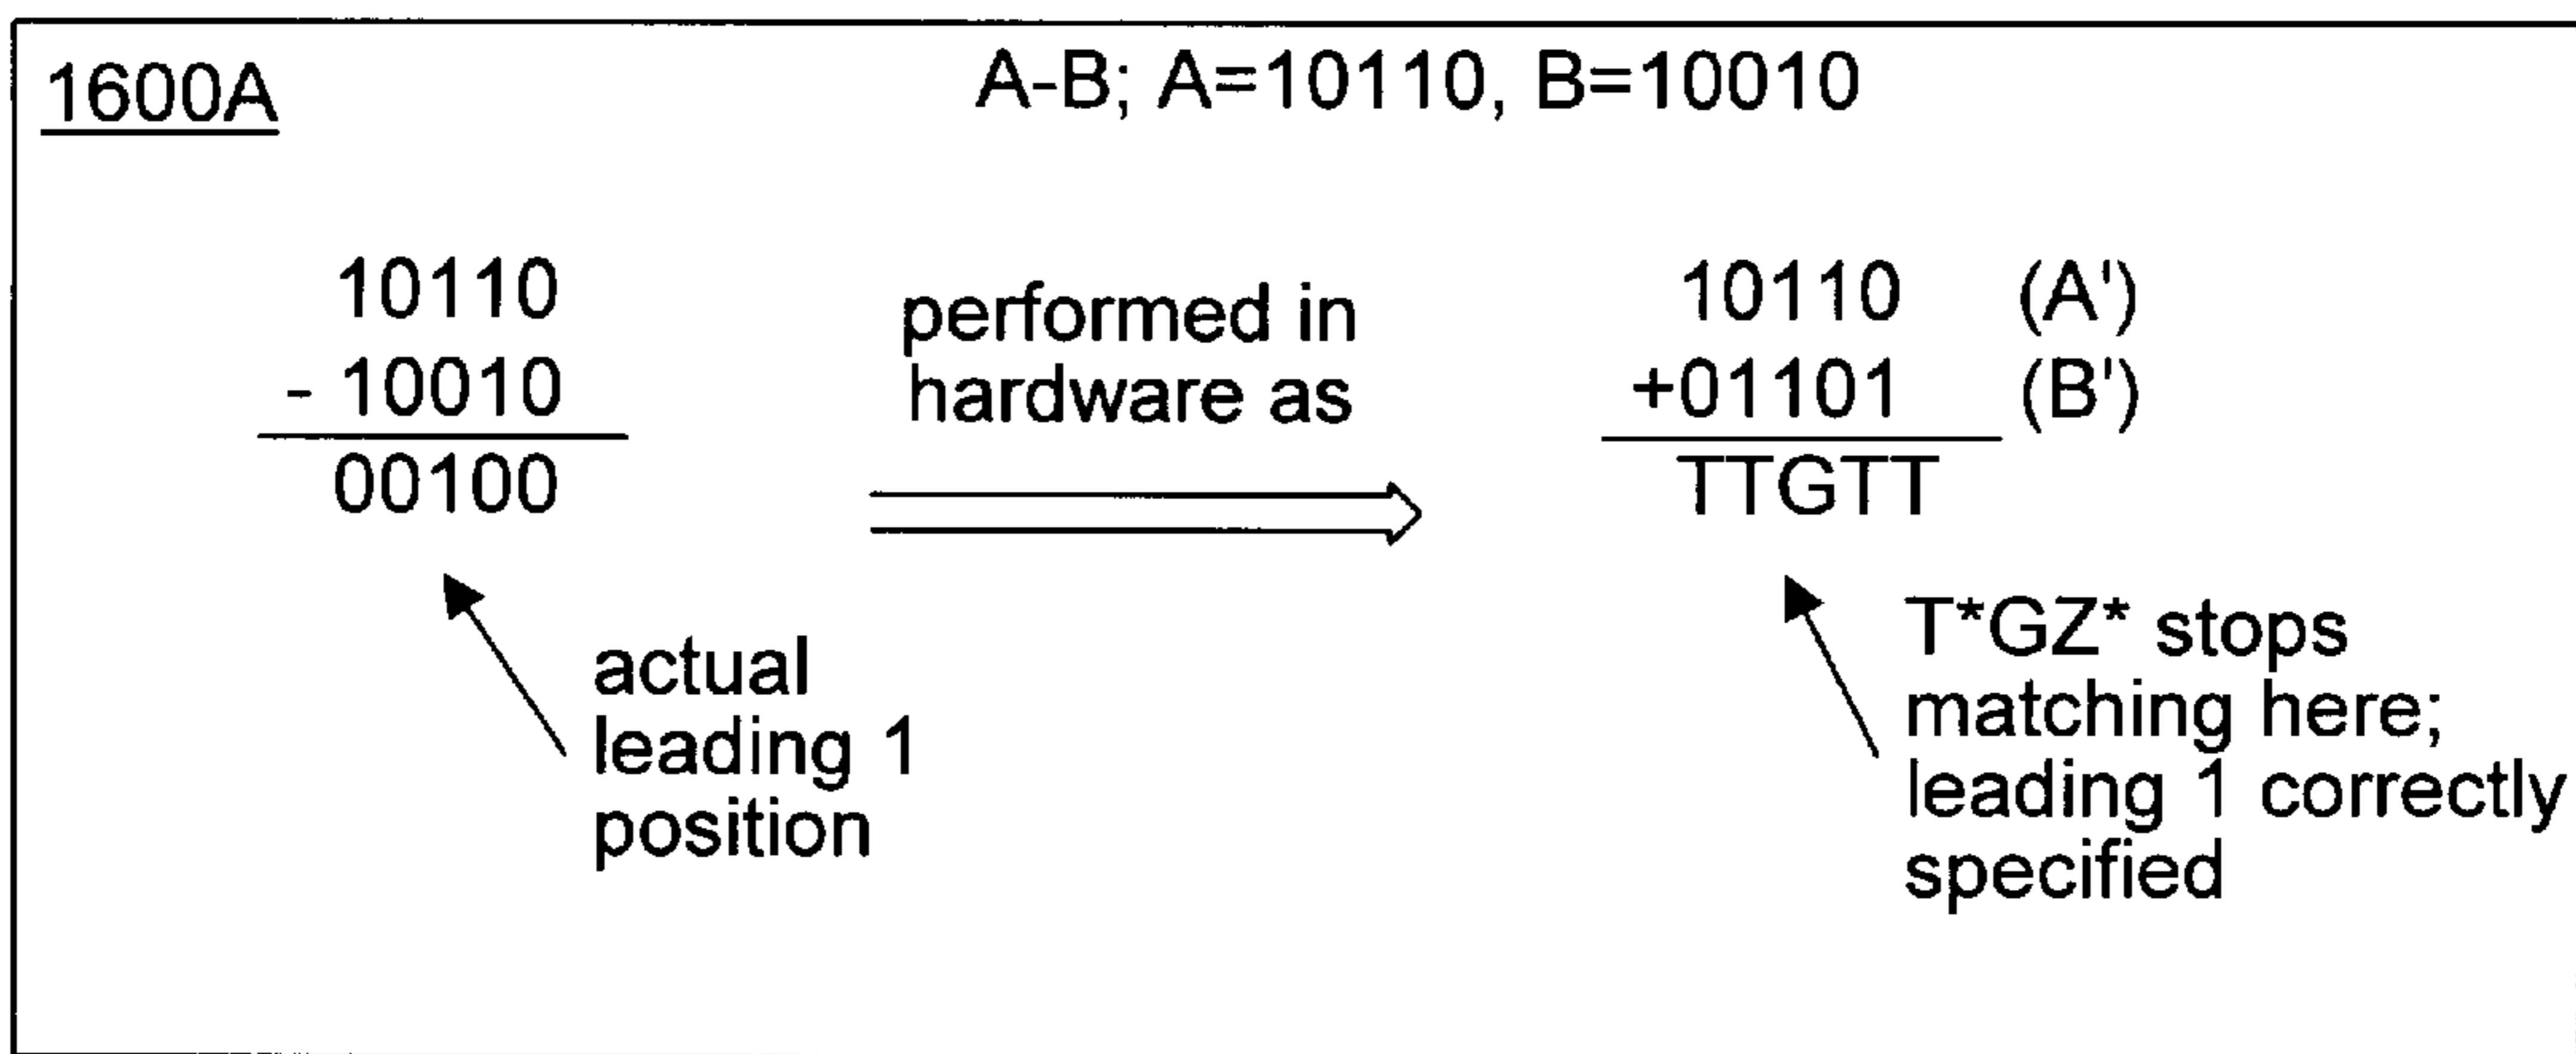 1600A
A-B; A=10110, B=10010
10110
- 10010
00100
actual
leading 1
position
performed in
hardware as
10110 (A')
+01101 (B')
TTGTT
T*GZ* stops
matching here;
leading 1 correctly
specified